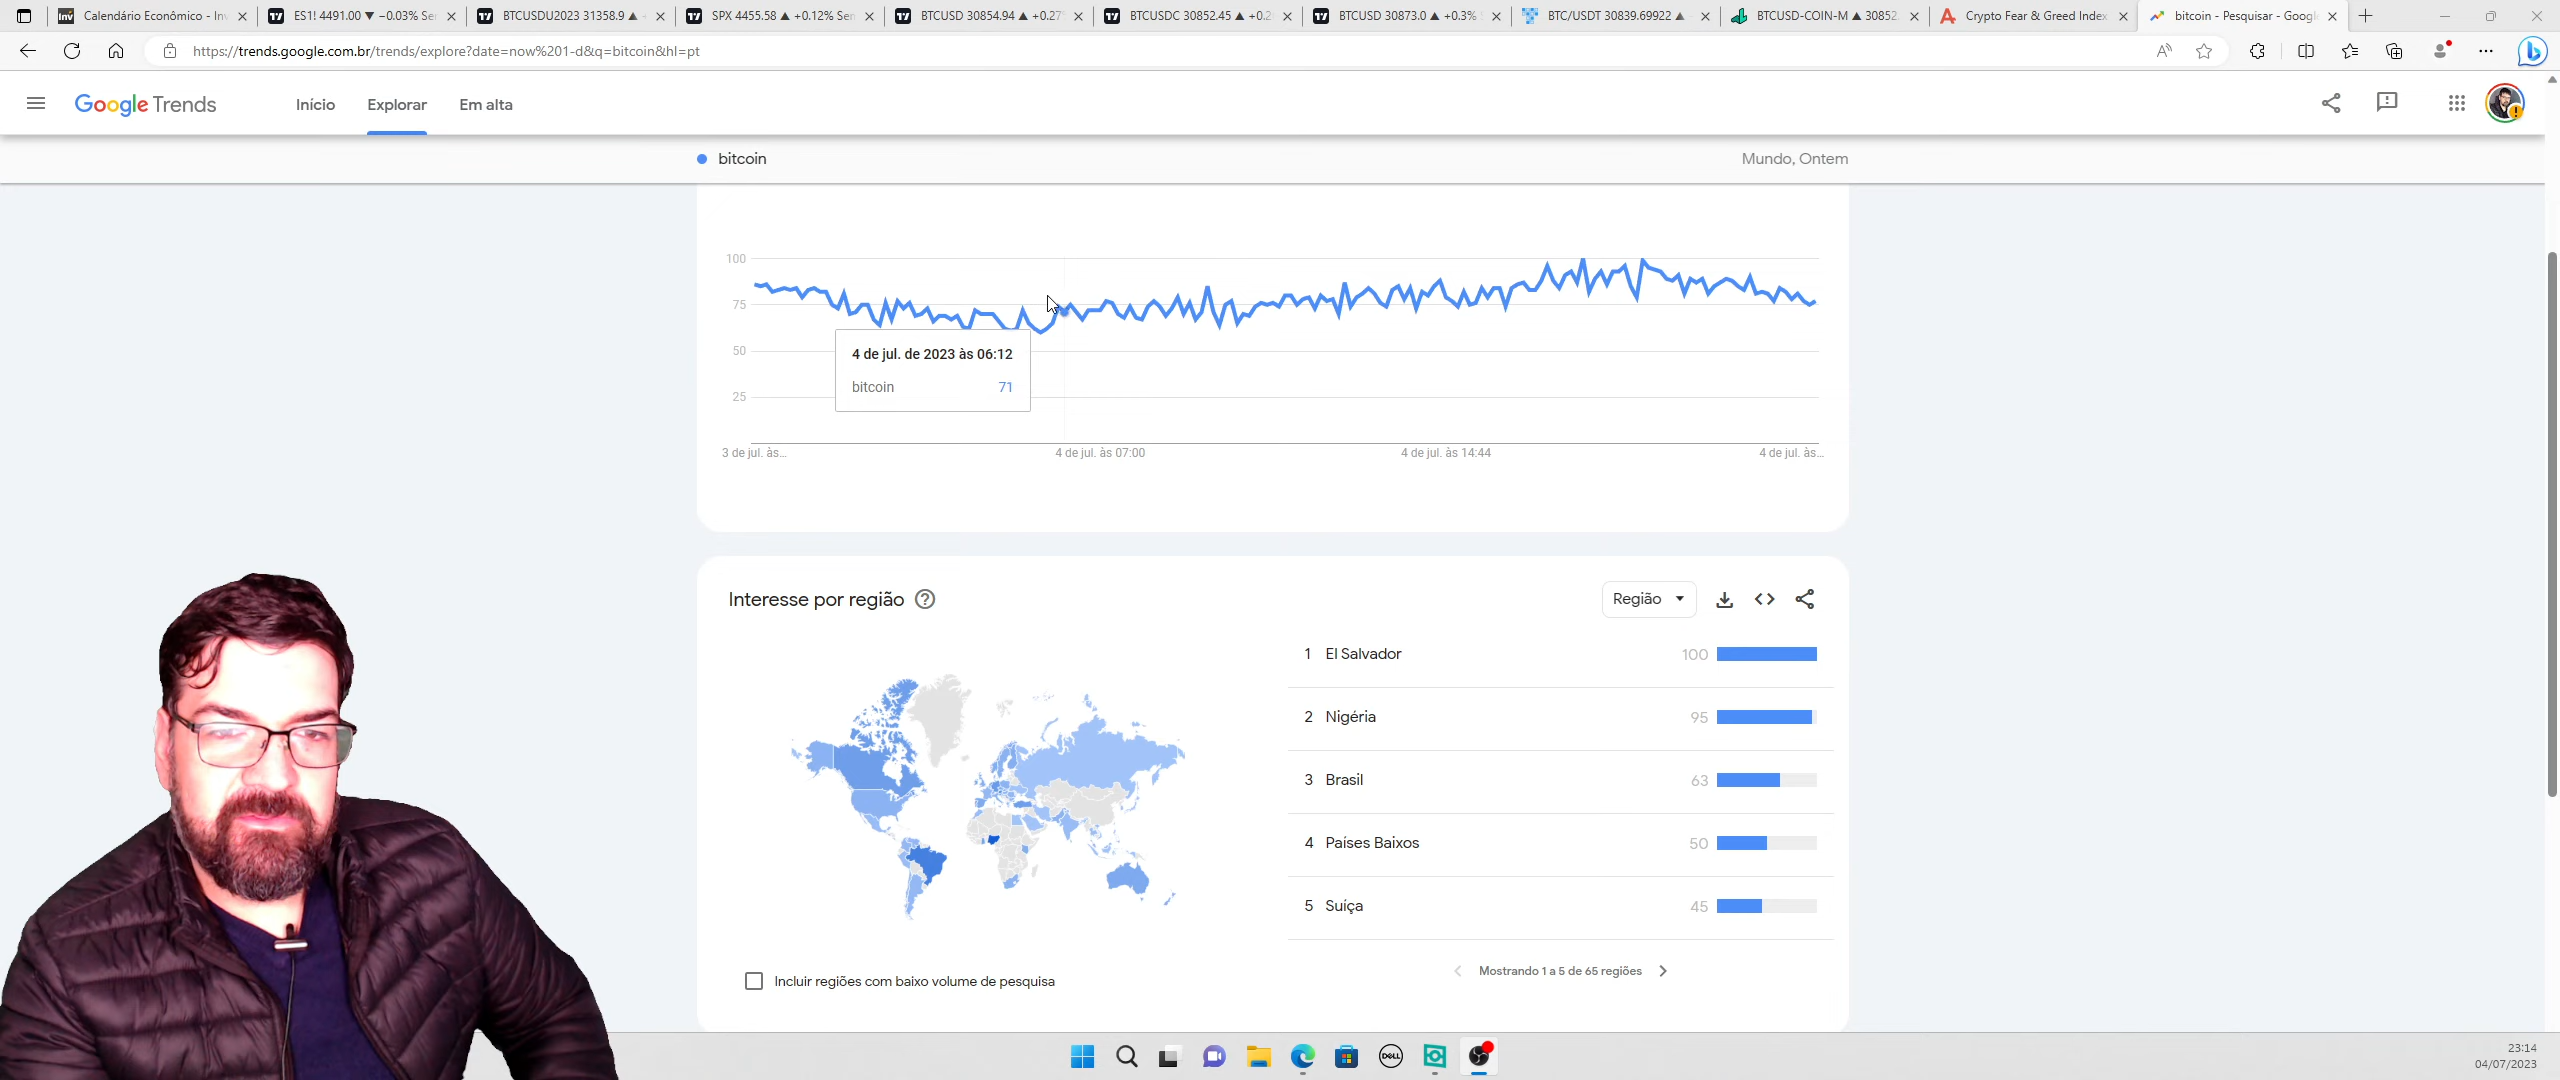 Calendário Econômico - Inv
ES1! 4491.00 ▼ −0.03% Ser
BTCUSDU2023 31358.9 ▲
SPX 4455.58 ▲ +0.12% Sen
BTCUSD 30854.94 ▲ +0.27
BTCUSDC 30852.45 ▲ +0.2
BTCUSD 30873.0 ▲ +0.3%
BTC/USDT 30839.69922 ▲
BTCUSD-COIN-M ▲ 30852
Crypto Fear & Greed Index
bitcoin - Pesquisar - Google
https://trends.google.com.br/trends/explore?date=now%201-d&q=bitcoin&hl=pt
Google Trends
Início
Explorar
Em alta
bitcoin
Mundo, Ontem
100
75
50
25
4 de jul. de 2023 às 06:12
bitcoin 71
3 de jul. às...
4 de jul. às 07:00
4 de jul. às 14:44
4 de jul. às...
Interesse por região
Região
1 El Salvador 100
2 Nigéria 95
3 Brasil 63
4 Países Baixos 50
5 Suíça 45
Incluir regiões com baixo volume de pesquisa
Mostrando 1 a 5 de 65 regiões
DELL
23:14
04/07/2023